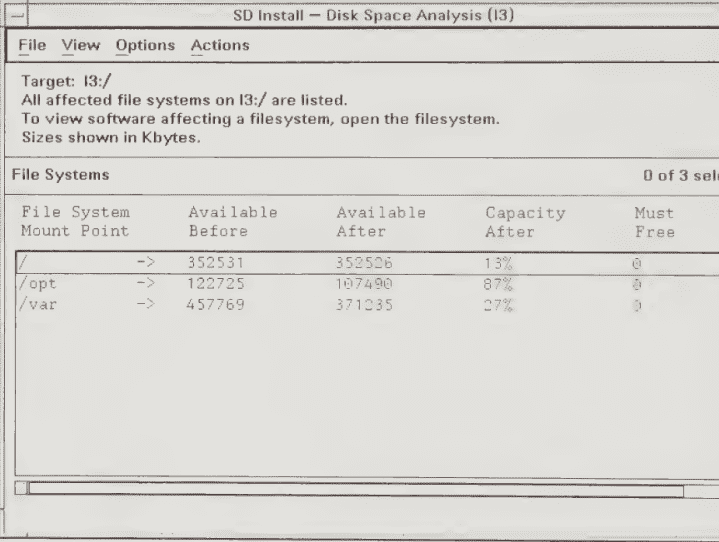 SD Install — Disk Space Analysis (I3)
File View Options Actions
Target: I3:/
All affected file systems on I3:/ are listed.
To view software affecting a filesystem, open the filesystem.
Sizes shown in Kbytes.
File Systems 0 of 3 sel
File System Available Available Capacity Must
Mount Point Before After After Free
/ -> 352531 352526 13% 0
/opt -> 122725 107490 87% 0
/var -> 457769 371235 27% 0